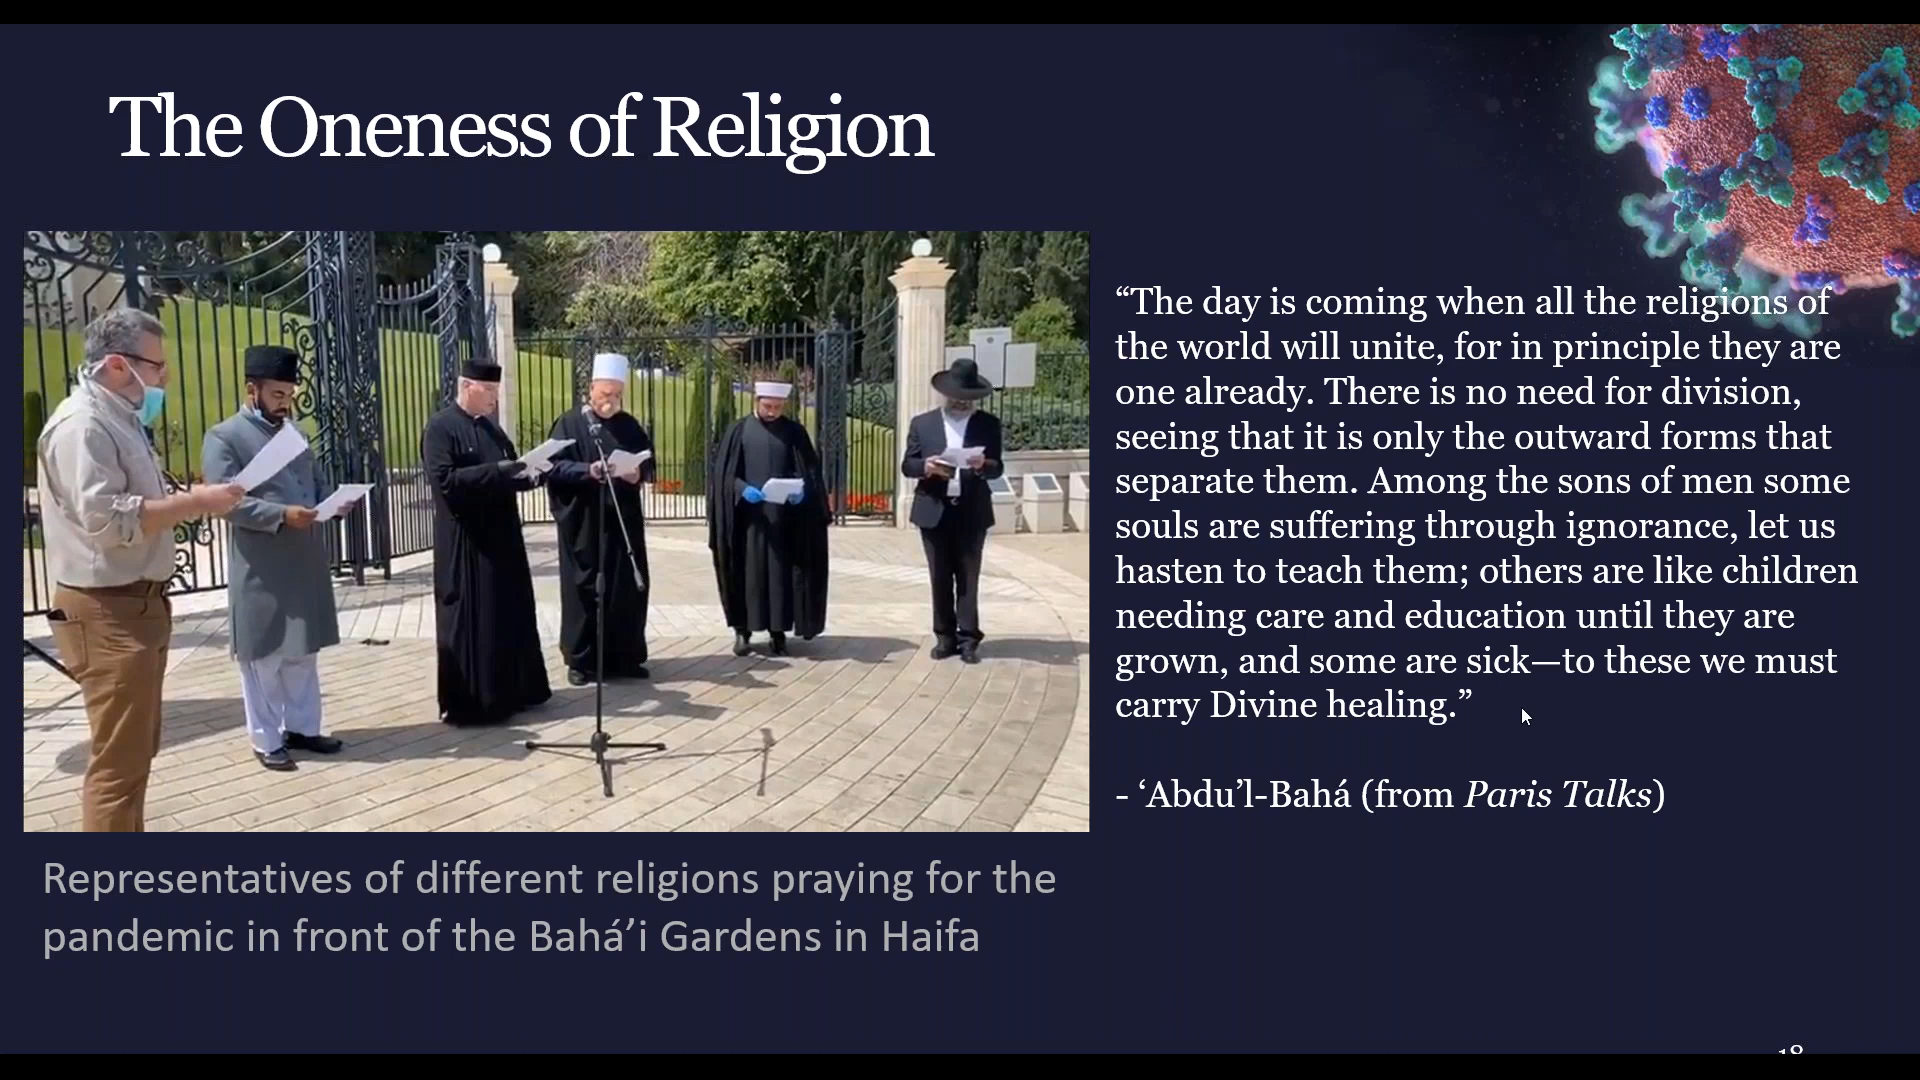 The Oneness of Religion
“The day is coming when all the religions of
the world will unite, for in principle they are
one already. There is no need for division,
seeing that it is only the outward forms that
separate them. Among the sons of men some
souls are suffering through ignorance, let us
hasten to teach them; others are like children
needing care and education until they are
grown, and some are sick—to these we must
carry Divine healing.”
- ‘Abdu’l-Bahá (from Paris Talks)
Representatives of different religions praying for the
pandemic in front of the Bahá’i Gardens in Haifa
18